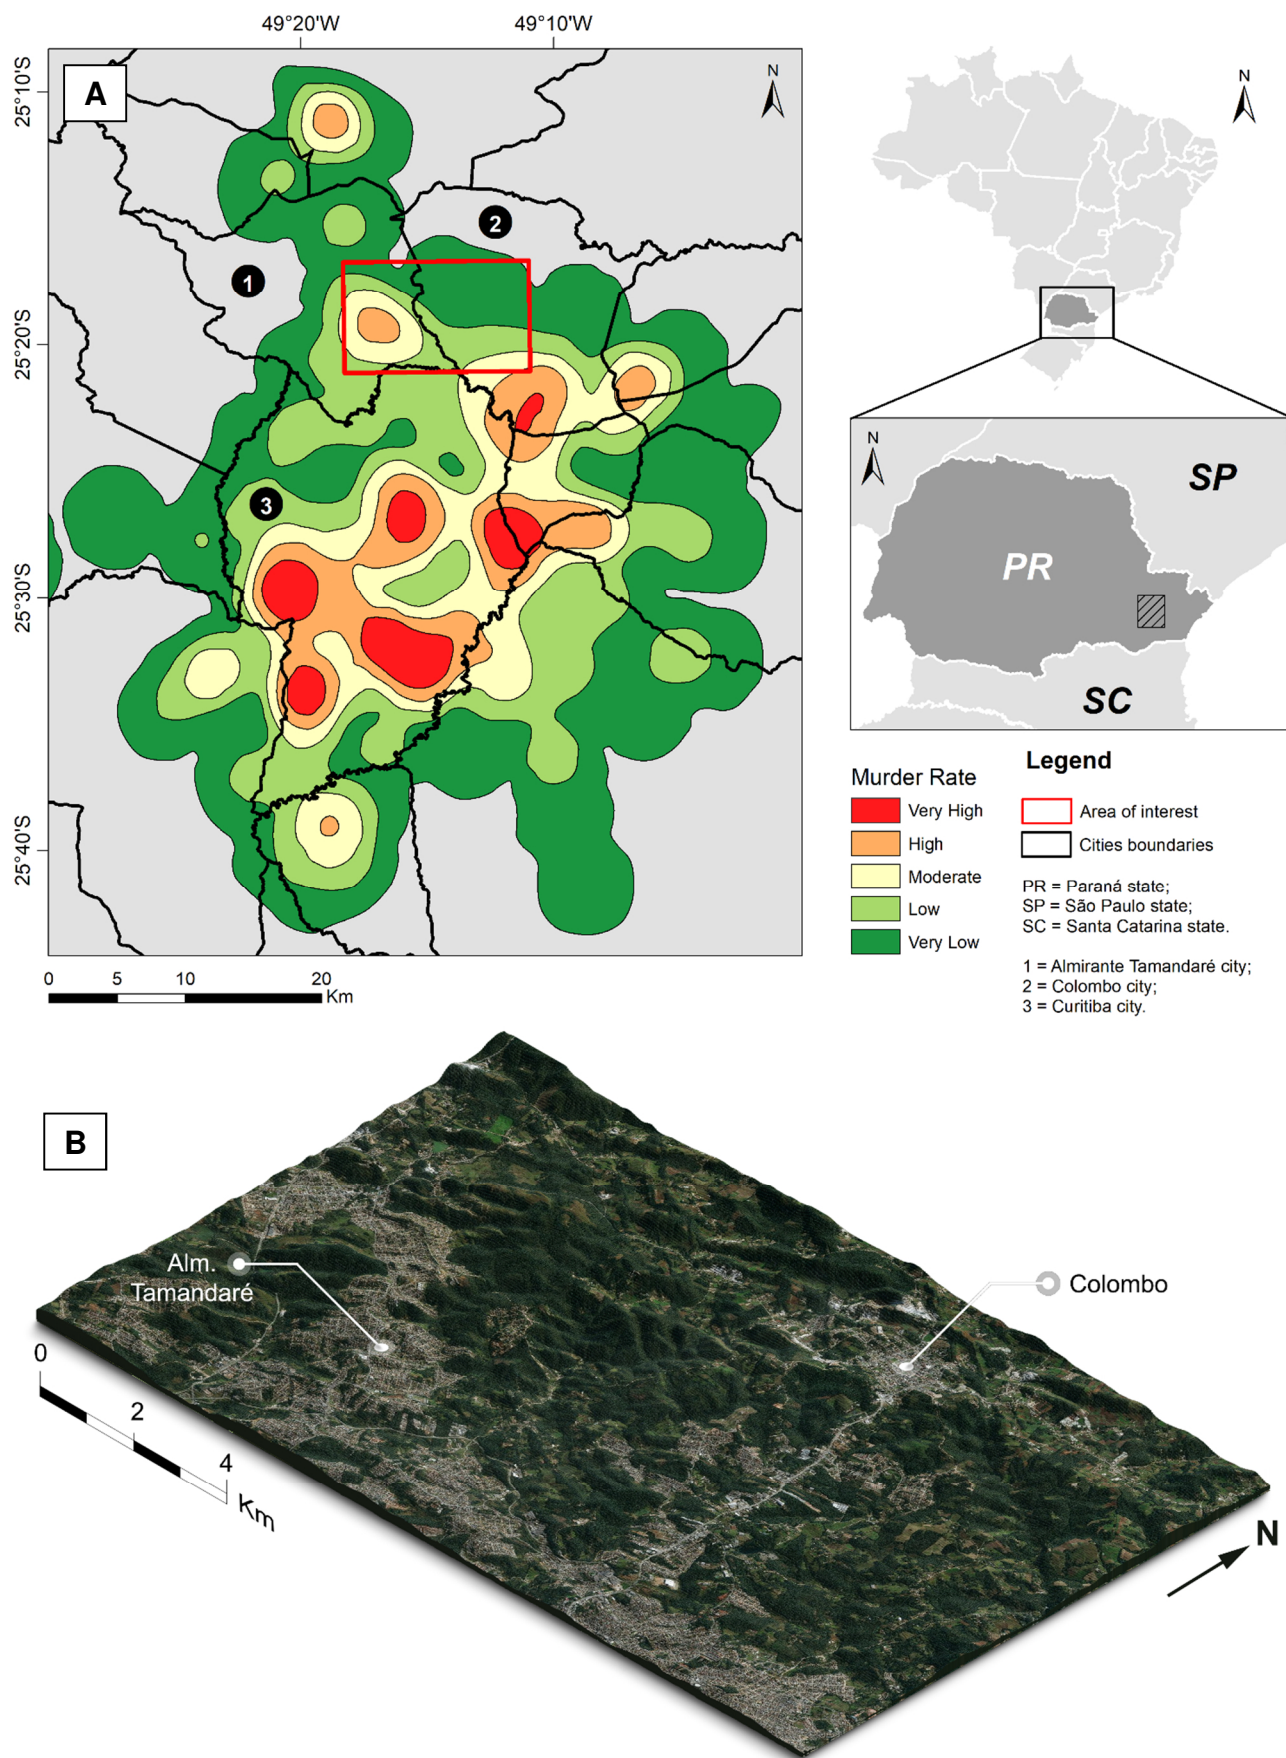 49°20'W
49°10'W
25°10'S
25°20'S
25°30'S
25°40'S
A
N
1
2
3
0
5
10
20
Km
N
N
SP
PR
SC
Legend
Murder Rate
Very High
High
Moderate
Low
Very Low
Area of interest
Cities boundaries
PR = Paraná state;
SP = São Paulo state;
SC = Santa Catarina state.
1 = Almirante Tamandaré city;
2 = Colombo city;
3 = Curitiba city.
B
Alm.
Tamandaré
Colombo
0
2
4
Km
N